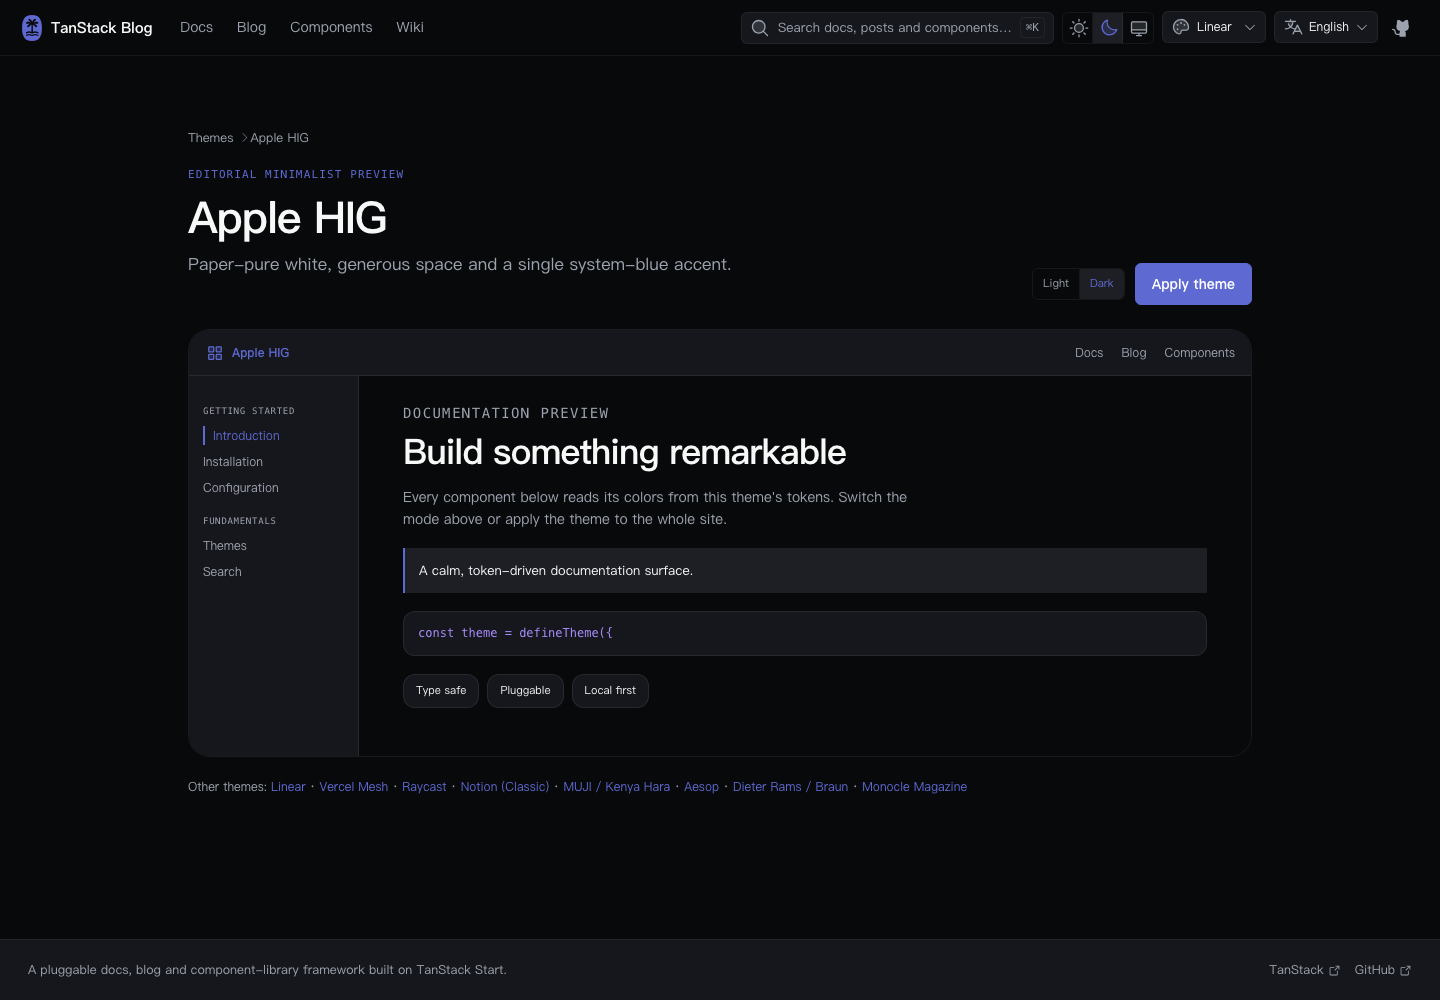 TanStack Blog
Docs
Blog
Components
Wiki
Search docs, posts and components...
⌘K
Linear
English
Themes
Apple HIG
EDITORIAL MINIMALIST PREVIEW
Apple HIG
Paper-pure white, generous space and a single system-blue accent.
Light
Dark
Apply theme
Apple HIG
Docs
Blog
Components
GETTING STARTED
Introduction
Installation
Configuration
FUNDAMENTALS
Themes
Search
DOCUMENTATION PREVIEW
Build something remarkable
Every component below reads its colors from this theme's tokens. Switch the
mode above or apply the theme to the whole site.
A calm, token-driven documentation surface.
const theme = defineTheme({
Type safe
Pluggable
Local first
Other themes: Linear · Vercel Mesh · Raycast · Notion (Classic) · MUJI / Kenya Hara · Aesop · Dieter Rams / Braun · Monocle Magazine
A pluggable docs, blog and component-library framework built on TanStack Start.
TanStack
GitHub